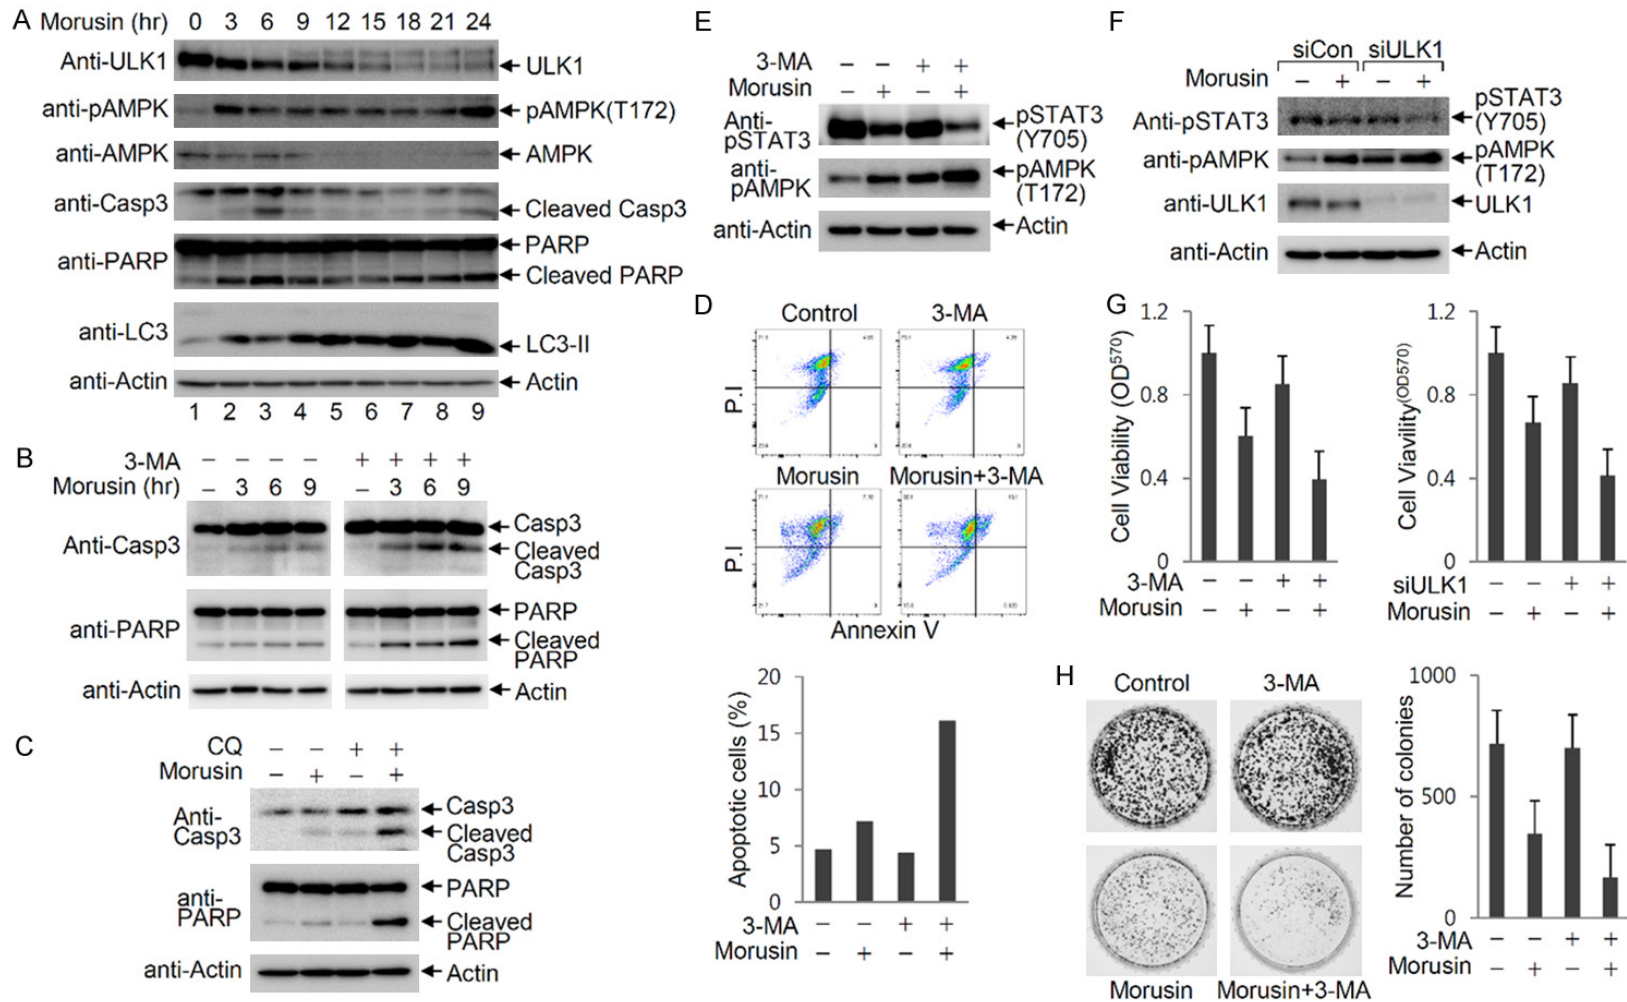 A
Morusin (hr) 0 3 6 9 12 15 18 21 24
Anti-ULK1 ULK1
anti-pAMPK pAMPK(T172)
anti-AMPK AMPK
anti-Casp3 Cleaved Casp3
anti-PARP PARP
Cleaved PARP
anti-LC3 LC3-II
anti-Actin Actin
1 2 3 4 5 6 7 8 9
B
3-MA − − − − + + + +
Morusin (hr) − 3 6 9 − 3 6 9
Anti-Casp3 Casp3
Cleaved
Casp3
anti-PARP PARP
Cleaved
PARP
anti-Actin Actin
C
CQ − − + +
Morusin − + − +
Anti-
Casp3
Casp3
Cleaved
Casp3
anti-
PARP
PARP
Cleaved
PARP
anti-Actin Actin
E
3-MA − − + +
Morusin − + − +
Anti-
pSTAT3
pSTAT3
(Y705)
anti-
pAMPK
pAMPK
(T172)
anti-Actin Actin
F
siCon siULK1
Morusin − + − +
Anti-pSTAT3
pSTAT3
(Y705)
anti-pAMPK
pAMPK
(T172)
anti-ULK1 ULK1
anti-Actin Actin
D
Control 3-MA
P.I
Morusin Morusin+3-MA
P.I
Annexin V
Apoptotic cells (%)
20
15
10
5
0
3-MA − − + +
Morusin − + − +
G
Cell Viability (OD570)
1.2
0.8
0.4
0
3-MA − − + +
Morusin − + − +
Cell Viavility(OD570)
1.2
0.8
0.4
0
siULK1 − − + +
Morusin − + − +
H
Control 3-MA
Morusin Morusin+3-MA
Number of colonies
1000
500
0
3-MA − − + +
Morusin − + − +